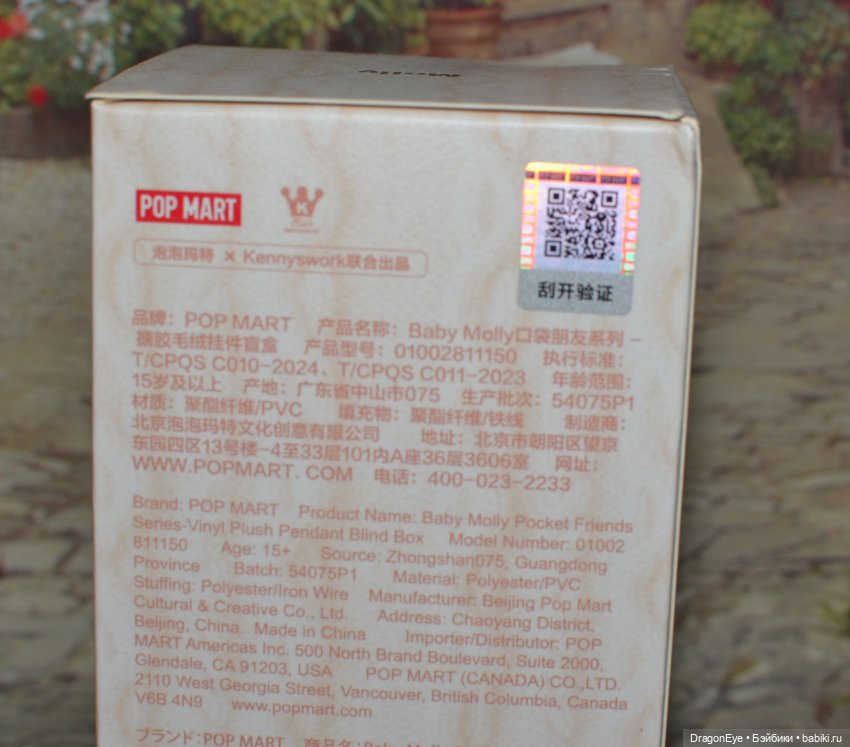 POP MART
泡泡玛特 × Kennyswork联合出品
刮开验证
品牌：POP MART 产品名称：Baby Molly口袋朋友系列－
搪胶毛绒挂件盲盒 产品型号：01002811150 执行标准：
T/CPQS C010-2024、T/CPQS C011-2023 年龄范围：
15岁及以上 产地：广东省中山市075 生产批次：54075P1
材质：聚酯纤维/PVC 填充物：聚酯纤维/铁线 制造商：
北京泡泡玛特文化创意有限公司 地址：北京市朝阳区望京
东园四区13号楼-4至33层101内A座36层3606室 网址：
WWW.POPMART. COM 电话：400-023-2233
Brand: POP MART Product Name: Baby Molly Pocket Friends
Series-Vinyl Plush Pendant Blind Box Model Number: 01002
811150 Age: 15+ Source: Zhongshan075, Guangdong
Province Batch: 54075P1 Material: Polyester/PVC
Stuffing: Polyester/Iron Wire Manufacturer: Beijing Pop Mart
Cultural & Creative Co., Ltd. Address: Chaoyang District,
Beijing, China. Made in China Importer/Distributor: POP
MART Americas Inc. 500 North Brand Boulevard, Suite 2000,
Glendale, CA 91203, USA POP MART (CANADA) CO.,LTD.
2110 West Georgia Street, Vancouver, British Columbia, Canada
V6B 4N9 www.popmart.com
ブランド：POP MART 商品名：Baby Moll
DragonEye • Бэйбики • babiki.ru